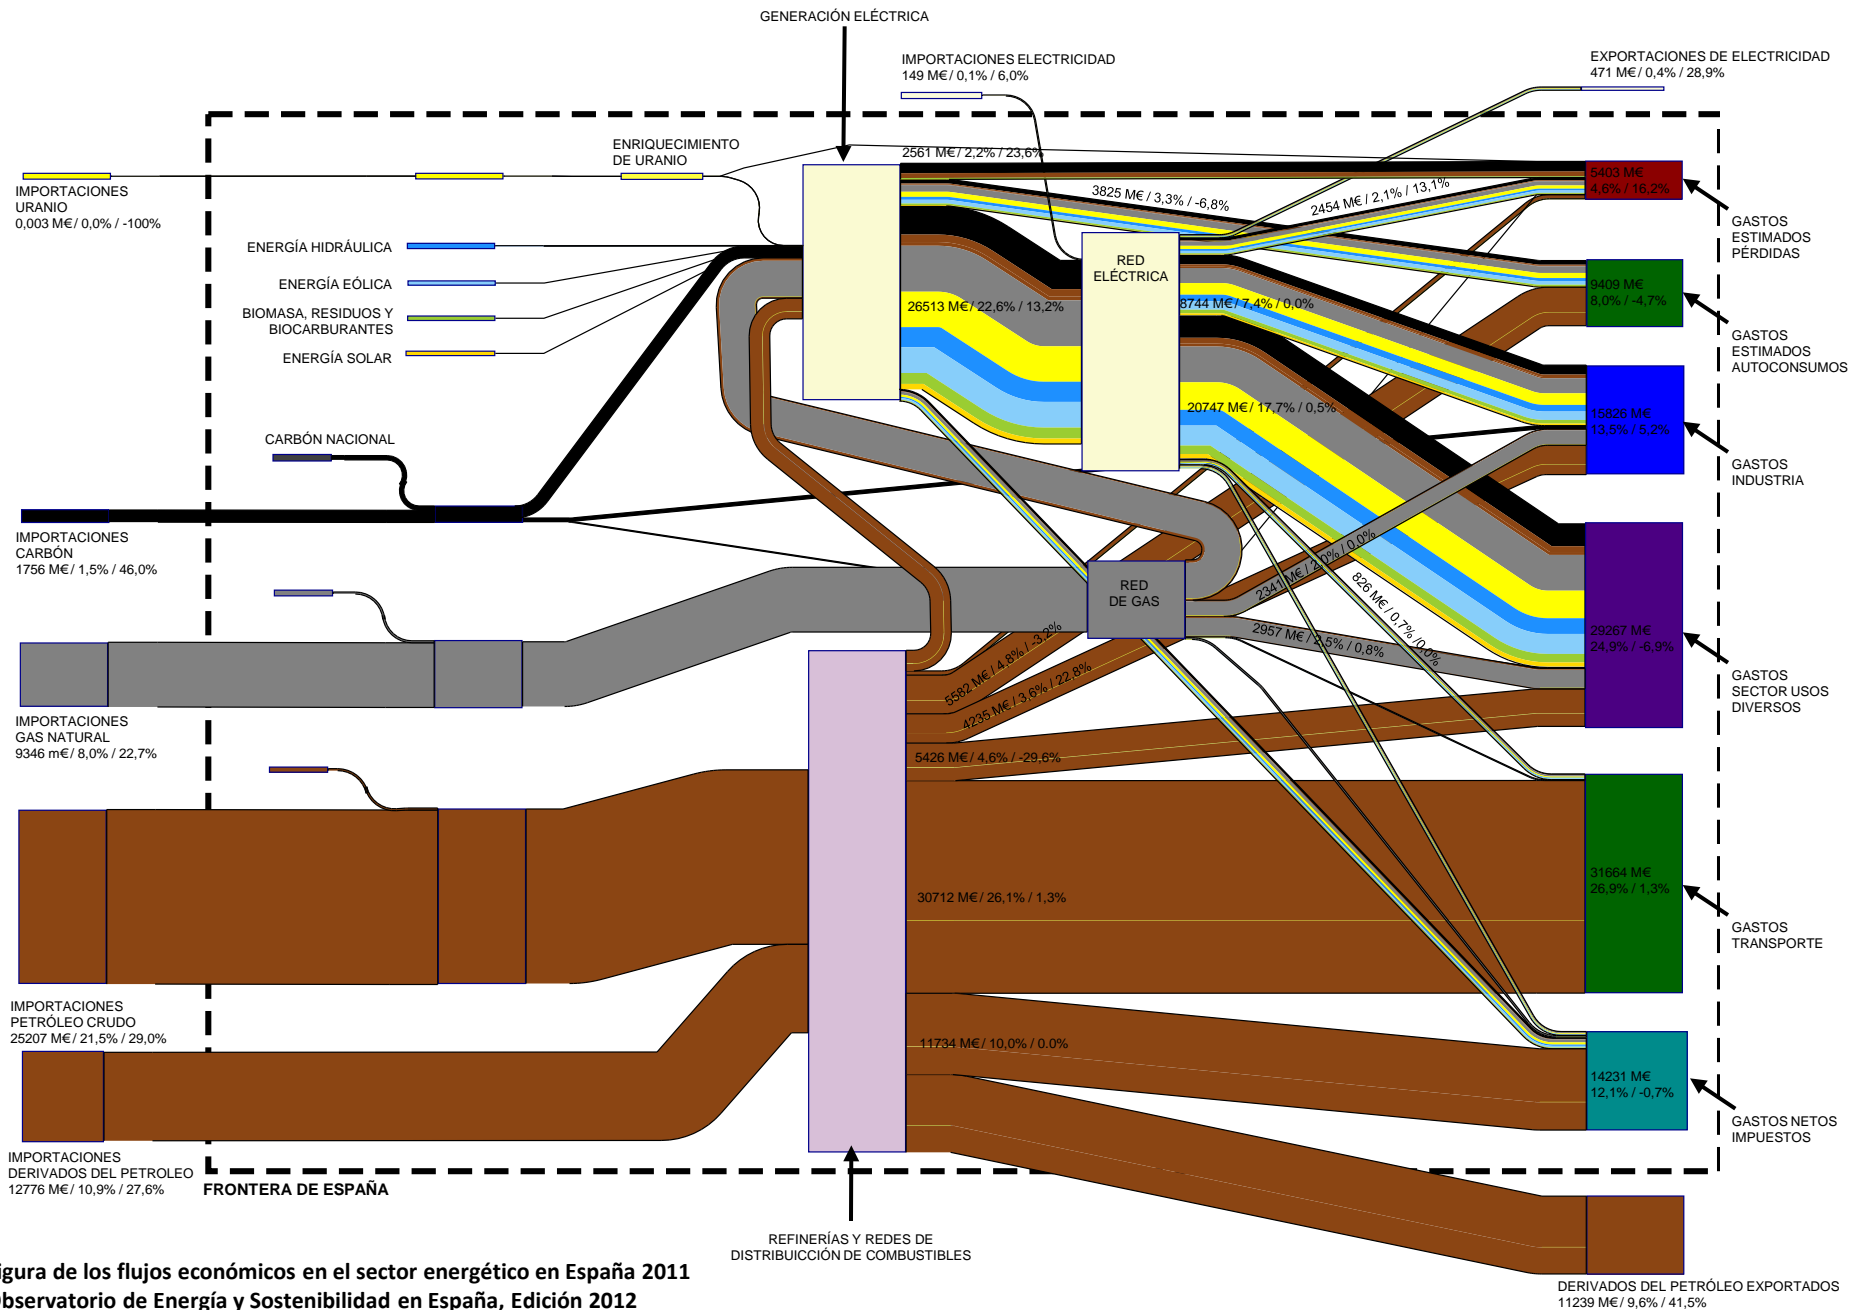 GENERACIÓN ELÉCTRICA
IMPORTACIONES ELECTRICIDAD
149 M€ / 0,1% / 6,0%
EXPORTACIONES DE ELECTRICIDAD
471 M€ / 0,4% / 28,9%
ENRIQUECIMIENTO
DE URANIO
2561 M€ / 2,2% / 23,6%
IMPORTACIONES
URANIO
0,003 M€ / 0,0% / -100%
3825 M€ / 3,3% / -6,8%
2454 M€ / 2,1% / 13,1%
5403 M€
4,6% / 16,2%
GASTOS
ESTIMADOS
PÉRDIDAS
ENERGÍA HIDRÁULICA
ENERGÍA EÓLICA
BIOMASA, RESIDUOS Y
BIOCARBURANTES
ENERGÍA SOLAR
RED
ELÉCTRICA
26513 M€ / 22,6% / 13,2%
8744 M€ / 7,4% / 0,0%
9409 M€
8,0% / -4,7%
GASTOS
ESTIMADOS
AUTOCONSUMOS
20747 M€ / 17,7% / 0,5%
15826 M€
13,5% / 5,2%
GASTOS
INDUSTRIA
CARBÓN NACIONAL
IMPORTACIONES
CARBÓN
1756 M€ / 1,5% / 46,0%
RED
DE GAS
2341 M€ / 2,0% / 0,0%
826 M€ / 0,7% / 0,0%
2957 M€ / 2,5% / 0,8%
29267 M€
24,9% / -6,9%
GASTOS
SECTOR USOS
DIVERSOS
IMPORTACIONES
GAS NATURAL
9346 m€ / 8,0% / 22,7%
5582 M€ / 4,8% / -3,2%
4235 M€ / 3,6% / 22,8%
5426 M€ / 4,6% / -29,6%
30712 M€ / 26,1% / 1,3%
31664 M€
26,9% / 1,3%
GASTOS
TRANSPORTE
IMPORTACIONES
PETRÓLEO CRUDO
25207 M€ / 21,5% / 29,0%
11734 M€ / 10,0% / 0.0%
14231 M€
12,1% / -0,7%
GASTOS NETOS
IMPUESTOS
IMPORTACIONES
DERIVADOS DEL PETROLEO
12776 M€ / 10,9% / 27,6%
FRONTERA DE ESPAÑA
REFINERÍAS Y REDES DE
DISTRIBUICCIÓN DE COMBUSTIBLES
DERIVADOS DEL PETRÓLEO EXPORTADOS
11239 M€ / 9,6% / 41,5%
igura de los flujos económicos en el sector energético en España 2011
bservatorio de Energía y Sostenibilidad en España, Edición 2012